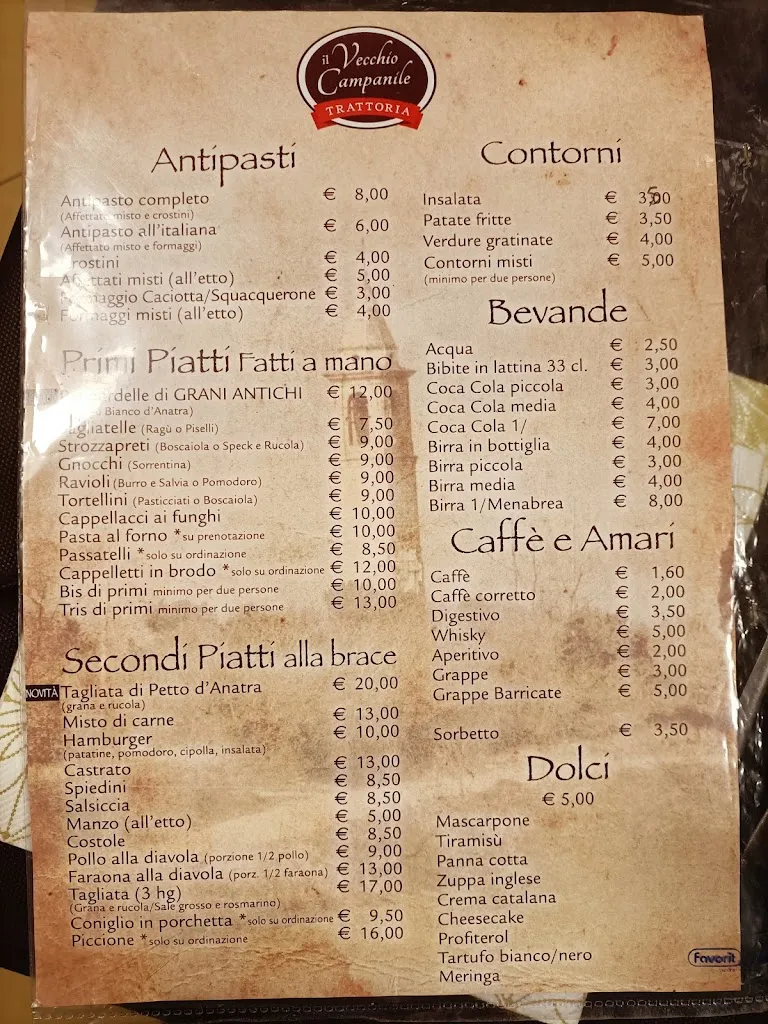 il Vecchio
Campanile
TRATTORIA
Antipasti
Antipasto completo € 8,00
(Affettato misto e crostini)
Antipasto all'italiana € 6,00
(Affettato misto e formaggi)
Crostini € 4,00
Affettati misti (all'etto) € 5,00
Formaggio Caciotta/Squacquerone € 3,00
Formaggi misti (all'etto) € 4,00
Primi Piatti Fatti a mano
di GRANI ANTICHI € 12,00
Bianco d'Anatra)
Tagliatelle (Ragù o Piselli) € 7,50
Strozzapreti (Boscaiola o Speck e Rucola) € 9,00
Gnocchi (Sorrentina) € 9,00
Ravioli (Burro e Salvia o Pomodoro) € 9,00
Tortellini (Pasticciati o Boscaiola) € 9,00
Cappellacci ai funghi € 10,00
Pasta al forno *su prenotazione € 10,00
Passatelli *solo su ordinazione € 8,50
Cappelletti in brodo *solo su ordinazione € 12,00
Bis di primi minimo per due persone € 10,00
Tris di primi minimo per due persone € 13,00
Secondi Piatti alla brace
NOVITÀ Tagliata di Petto d'Anatra € 20,00
(grana e rucola)
Misto di carne € 13,00
Hamburger € 10,00
(patatine, pomodoro, cipolla, insalata)
Castrato € 13,00
Spiedini € 8,50
Salsiccia € 8,50
Manzo (all'etto) € 5,00
Costole € 8,50
Pollo alla diavola (porzione 1/2 pollo) € 9,00
Faraona alla diavola (porz. 1/2 faraona) € 13,00
Tagliata (3 hg) € 17,00
(Grana e rucola/Sale grosso e rosmarino)
Coniglio in porchetta *solo su ordinazione € 9,50
Piccione *solo su ordinazione € 16,00
Contorni
Insalata € 3,50
Patate fritte € 3,50
Verdure gratinate € 4,00
Contorni misti € 5,00
(minimo per due persone)
Bevande
Acqua € 2,50
Bibite in lattina 33 cl. € 3,00
Coca Cola piccola € 3,00
Coca Cola media € 4,00
Coca Cola 1/ € 7,00
Birra in bottiglia € 4,00
Birra piccola € 3,00
Birra media € 4,00
Birra 1/Menabrea € 8,00
Caffè e Amari
Caffè € 1,60
Caffè corretto € 2,00
Digestivo € 3,50
Whisky € 5,00
Aperitivo € 2,00
Grappe € 3,00
Grappe Barricate € 5,00
Sorbetto € 3,50
Dolci
€ 5,00
Mascarpone
Tiramisù
Panna cotta
Zuppa inglese
Crema catalana
Cheesecake
Profiterol
Tartufo bianco/nero
Meringa
Favorit